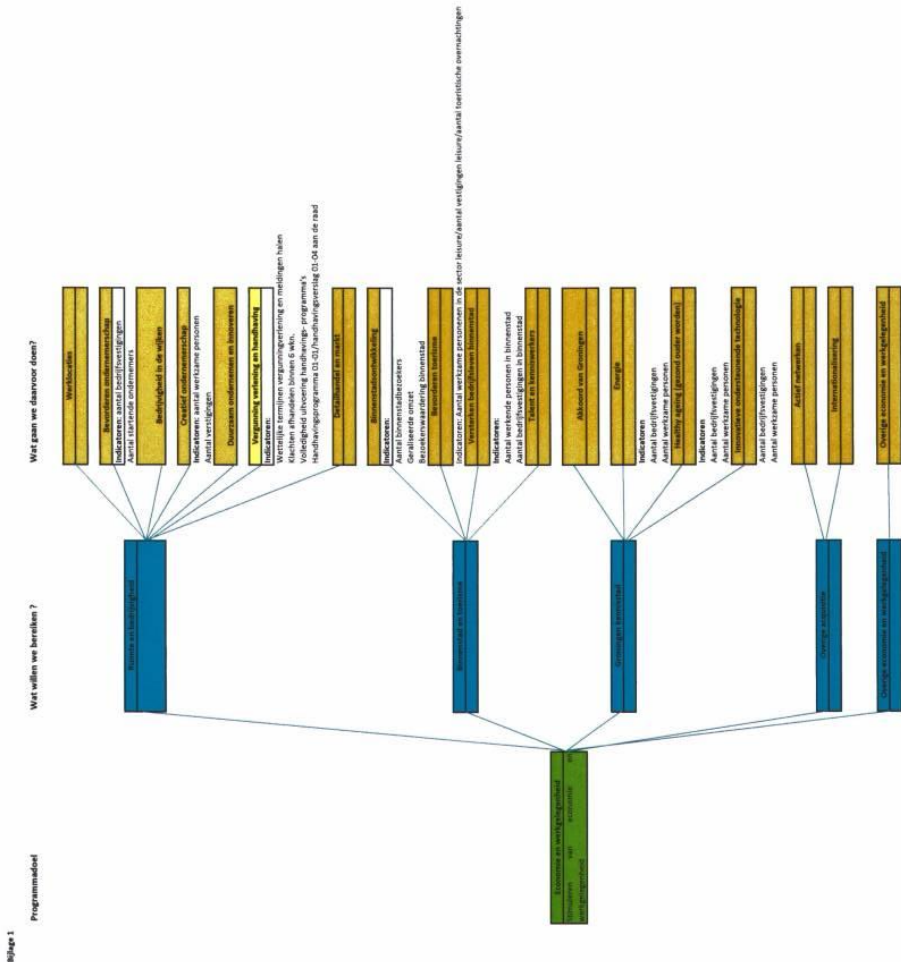 Bijlage 1
Programmadoel
Wat willen we bereiken ?
Wat gaan we daarvoor doen?
Economie en werkgelegenheid
timuleren van economie en
werkgelegenheid
Ruimte en bedrijvigheid
Werklocaties
Bevorderen ondernemerschap
Indicatoren: aantal bedrijfsvestigingen
Aantal startende ondernemers
Bedrijvigheid in de wijken
Creatief ondernemerschap
Indicatoren: aantal werkzame personen
Aantal verstigingen
Duurzaam ondernemen en innoveren
Vergunning verlening en handhaving
Indicatoren:
Wettelijke ermijnen vergunningverlening en meldingen halen
Klachten afhandelen binnen 6 wkn.
Volledigheid uitvoering handhavings- programma's
Handhavingsprogramma 01-01/handhavingsverslag 01-04 aan de raad
Detailhandel en markt
Binnenstad en toerisme
Binnenstadsontwikkeling
Indicatoren:
Aantal binnenstadbezoekers
Geraliseerde omzet
Bezoekerwaardering binnenstad
Bevorderen toerisme
Indicatoren: Aantal werkzame personenen in de sector leisure/aantal vestigingen leisure/aantal toeristische overnachtingen
Versterken bedrijfsleven binnenstad
Indicatoren:
Aantal werkende personen in binnenstad
Aantal bedrijfsvestigingen in binnenstad
Talent en kenniswerkers
Groningen kennisstad
Akkoord van Groningen
Energie
Indicatoren
Aantal bedrijfsvestigingen
Aantal werkzame personen
Healthy ageing (gezond ouder worden)
Indicatoren
Aantal bedrijfsvestigingen
Aantal werkzame personen
Innovatieve ondersteunende technologie
Aantal bedrijfsvestigingen
Aantal werkzame personen
Overige acquisitie
Actief netwerken
Internationalisering
Overige economie en werkgelegenheid
Overige economie en werkgelegenheid